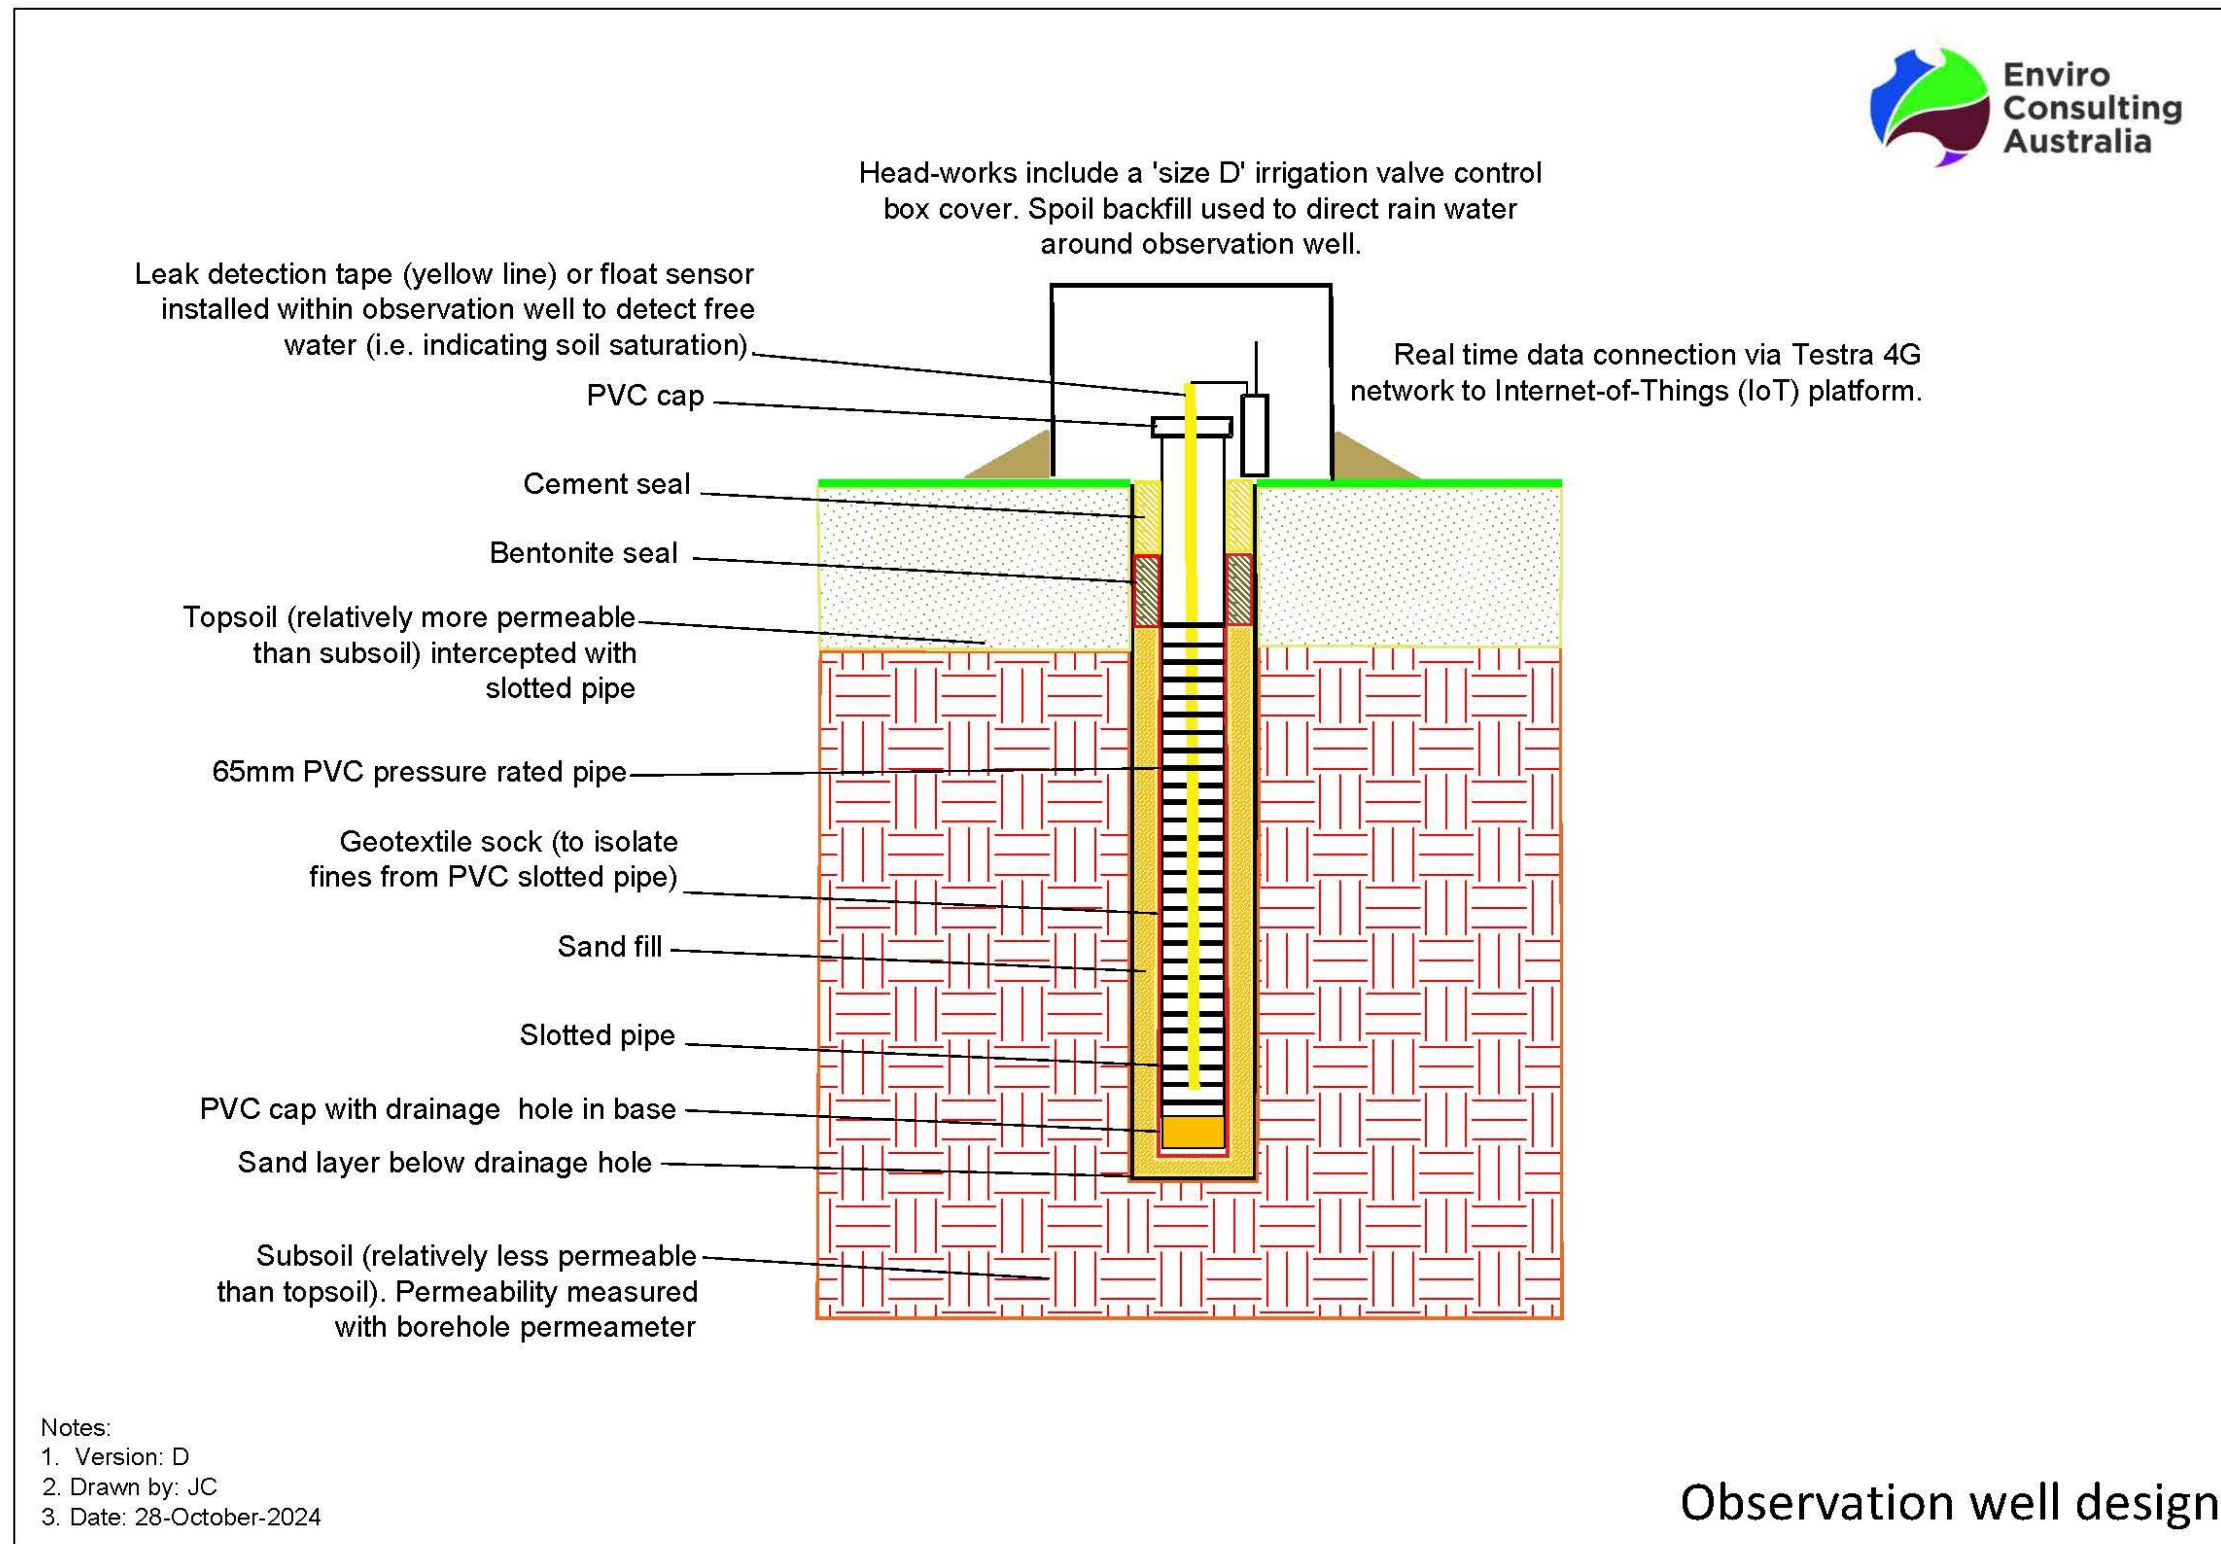 Enviro
Consulting
Australia
Head-works include a 'size D' irrigation valve control
box cover. Spoil backfill used to direct rain water
around observation well.
Leak detection tape (yellow line) or float sensor
installed within observation well to detect free
water (i.e. indicating soil saturation)
Real time data connection via Testra 4G
network to Internet-of-Things (IoT) platform.
PVC cap
Cement seal
Bentonite seal
Topsoil (relatively more permeable
than subsoil) intercepted with
slotted pipe
65mm PVC pressure rated pipe
Geotextile sock (to isolate
fines from PVC slotted pipe)
Sand fill
Slotted pipe
PVC cap with drainage  hole in base
Sand layer below drainage hole
Subsoil (relatively less permeable
than topsoil). Permeability measured
with borehole permeameter
Notes:
1.  Version: D
2. Drawn by: JC
3. Date: 28-October-2024
Observation well design